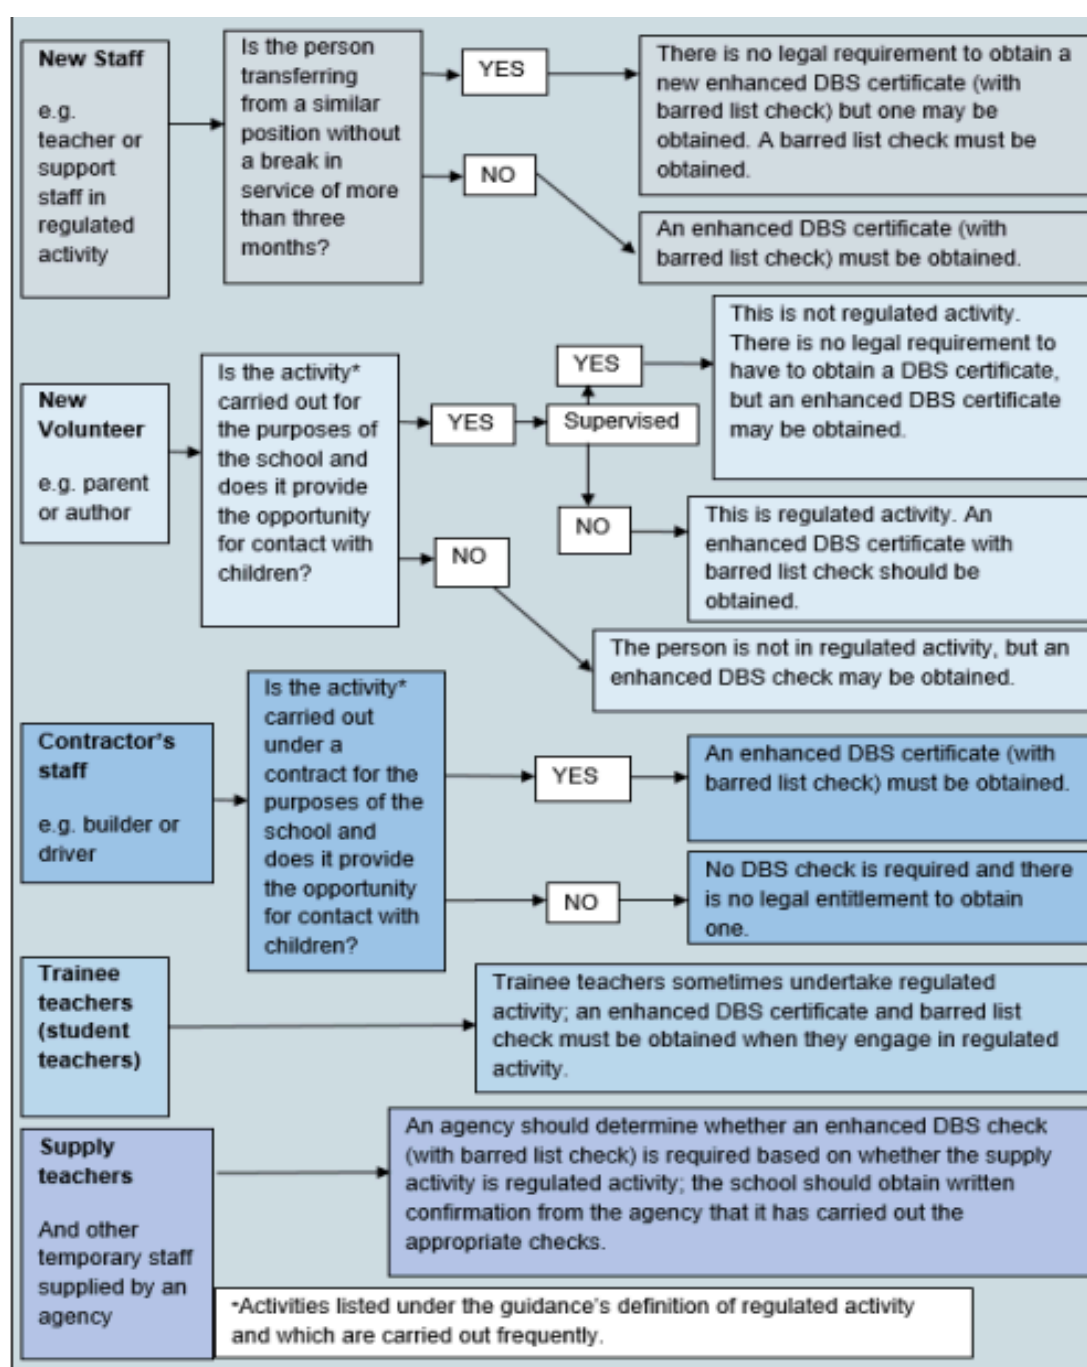 New Staff
e.g.
teacher or
support
staff in
regulated
activity
Is the person
transferring
from a similar
position without
a break in
service of more
than three
months?
YES
There is no legal requirement to obtain a
new enhanced DBS certificate (with
barred list check) but one may be
obtained. A barred list check must be
obtained.
NO
An enhanced DBS certificate (with
barred list check) must be obtained.
New
Volunteer
e.g. parent
or author
Is the activity*
carried out for
the purposes of
the school and
does it provide
the opportunity
for contact with
children?
YES
Supervised
YES
This is not regulated activity.
There is no legal requirement to
have to obtain a DBS certificate,
but an enhanced DBS certificate
may be obtained.
NO
This is regulated activity. An
enhanced DBS certificate with
barred list check should be
obtained.
NO
The person is not in regulated activity, but an
enhanced DBS check may be obtained.
Contractor's
staff
e.g. builder or
driver
Is the activity*
carried out
under a
contract for the
purposes of the
school and
does it provide
the opportunity
for contact with
children?
YES
An enhanced DBS certificate (with
barred list check) must be obtained.
NO
No DBS check is required and there
is no legal entitlement to obtain
one.
Trainee
teachers
(student
teachers)
Trainee teachers sometimes undertake regulated
activity; an enhanced DBS certificate and barred list
check must be obtained when they engage in regulated
activity.
Supply
teachers
And other
temporary staff
supplied by an
agency
An agency should determine whether an enhanced DBS check
(with barred list check) is required based on whether the supply
activity is regulated activity; the school should obtain written
confirmation from the agency that it has carried out the
appropriate checks.
*Activities listed under the guidance's definition of regulated activity
and which are carried out frequently.